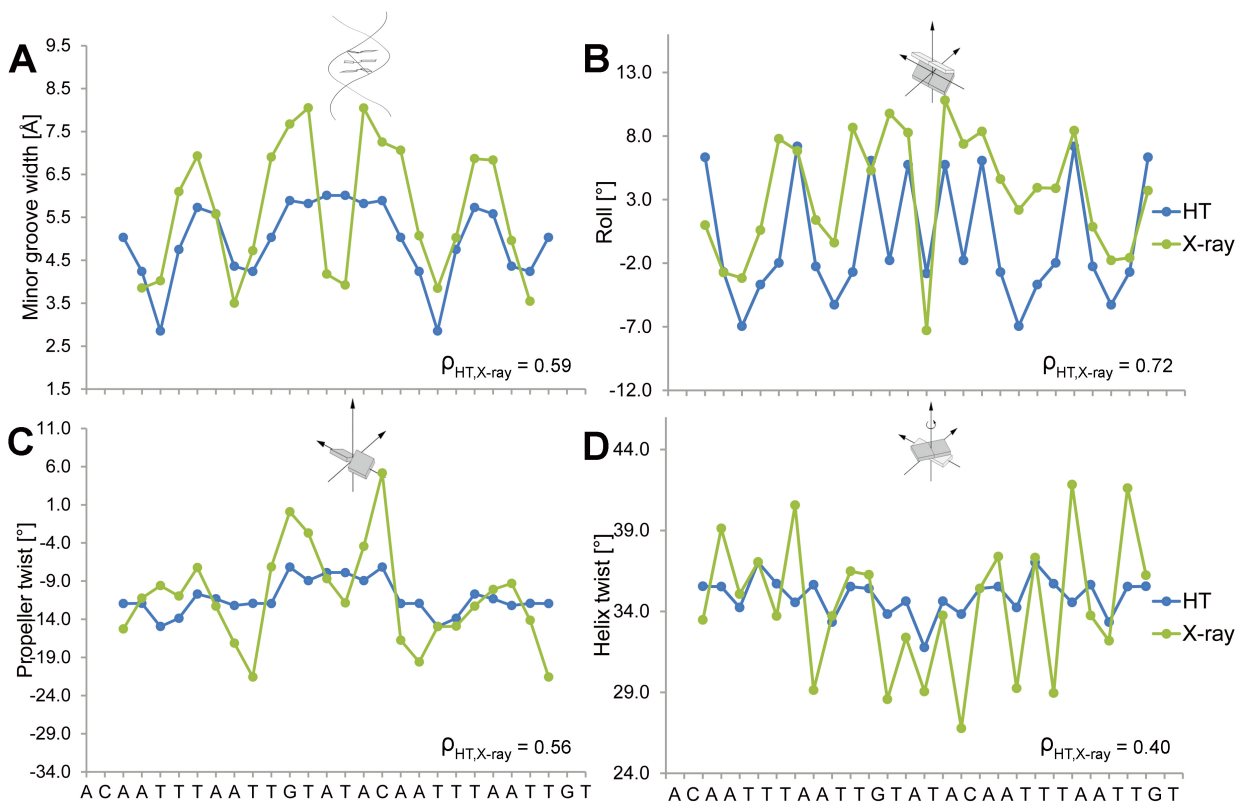 A
9.5
8.5
7.5
6.5
5.5
4.5
3.5
2.5
1.5
Minor groove width [Å]
ρHT,X-ray = 0.59
B
13.0
8.0
3.0
-2.0
-7.0
-12.0
Roll [°]
HT
X-ray
ρHT,X-ray = 0.72
C
11.0
6.0
1.0
-4.0
-9.0
-14.0
-19.0
-24.0
-29.0
-34.0
Propeller twist [°]
ρHT,X-ray = 0.56
A C A A T T T A A T T G T A T A C A A T T T A A T T G T
D
44.0
39.0
34.0
29.0
24.0
Helix twist [°]
HT
X-ray
ρHT,X-ray = 0.40
A C A A T T T A A T T G T A T A C A A T T T A A T T G T